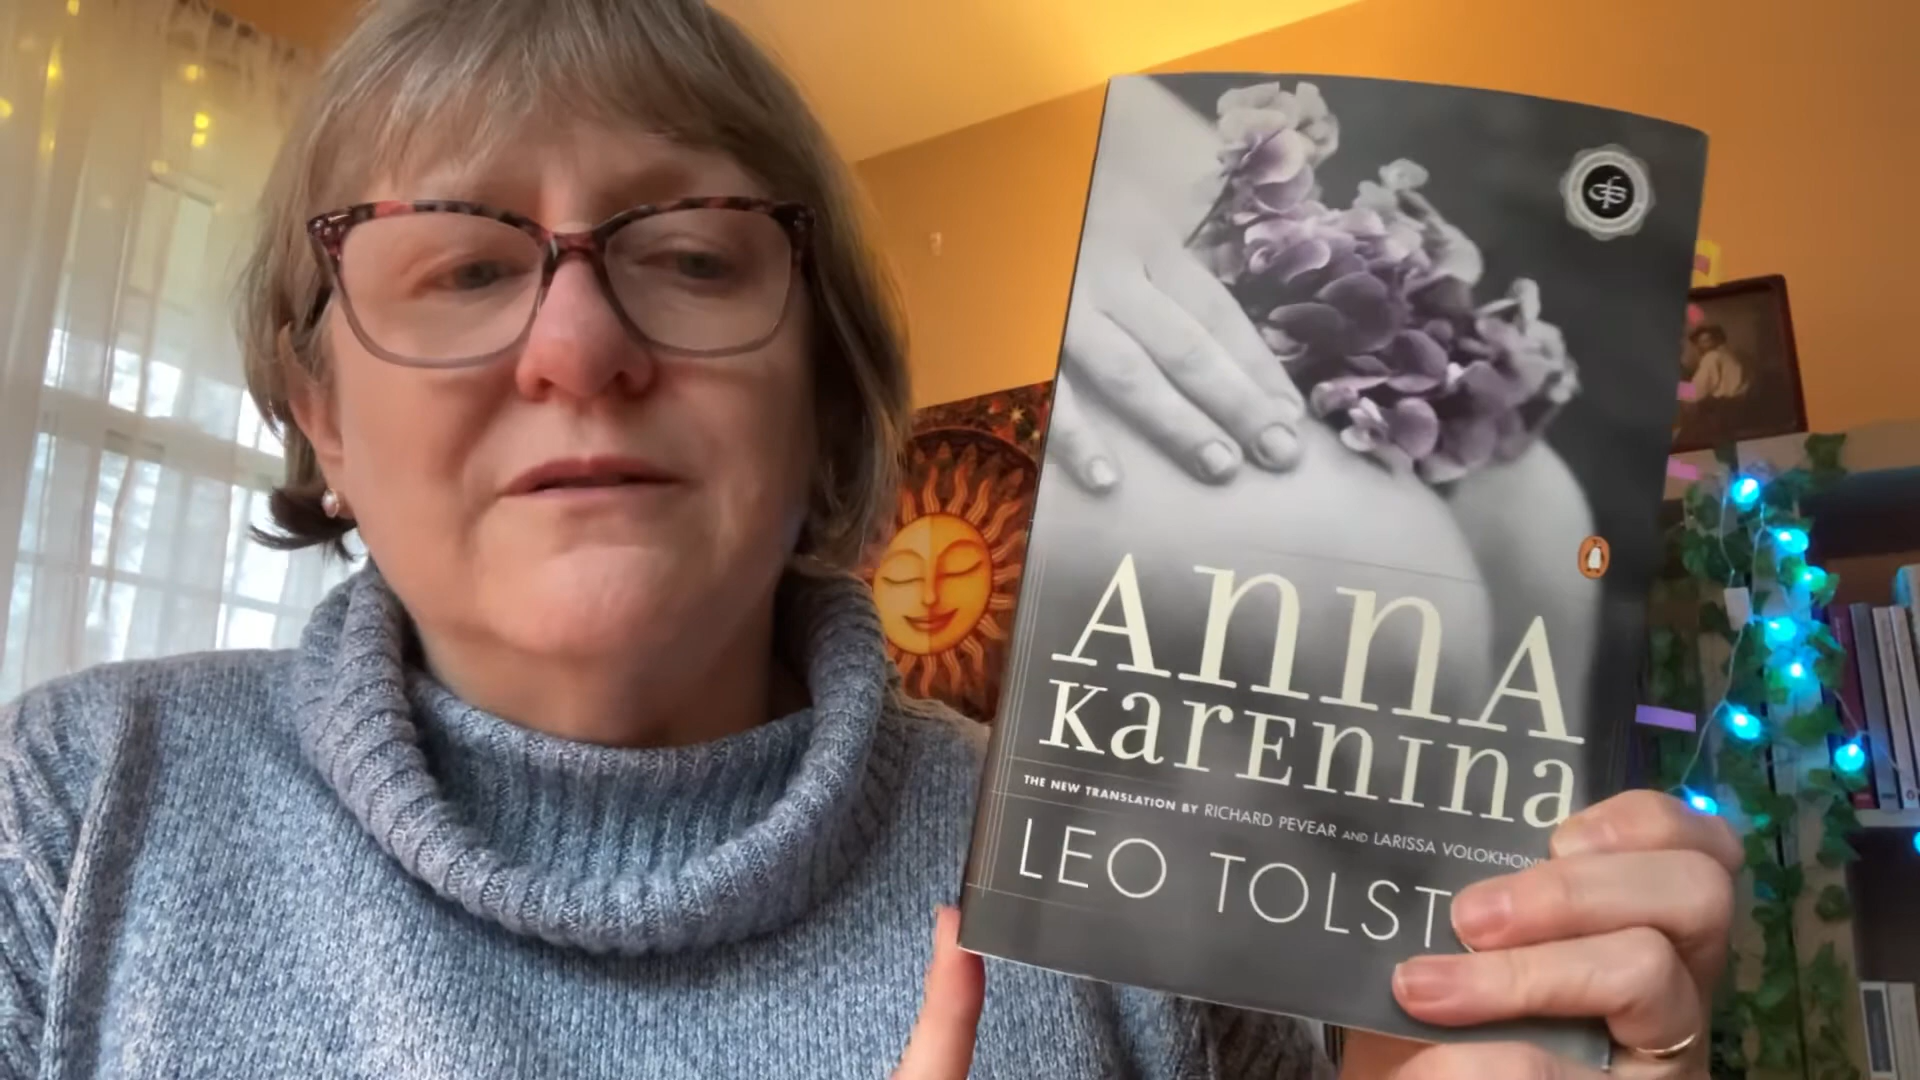 Anna
Karenina
THE NEW TRANSLATION BY RICHARD PEVEAR AND LARISSA
LEO